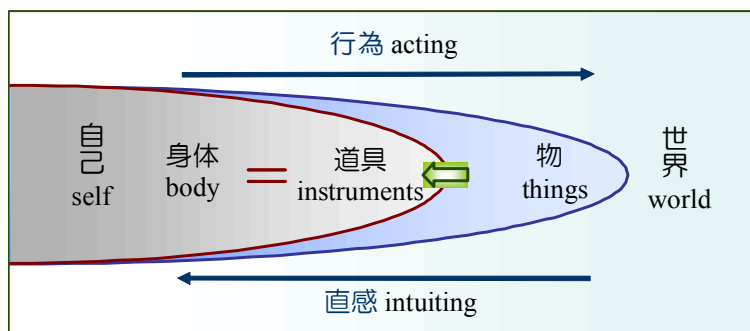 行為 acting
自己
self
身体
body
=
道具
instruments
物
things
世界
world
直感 intuiting